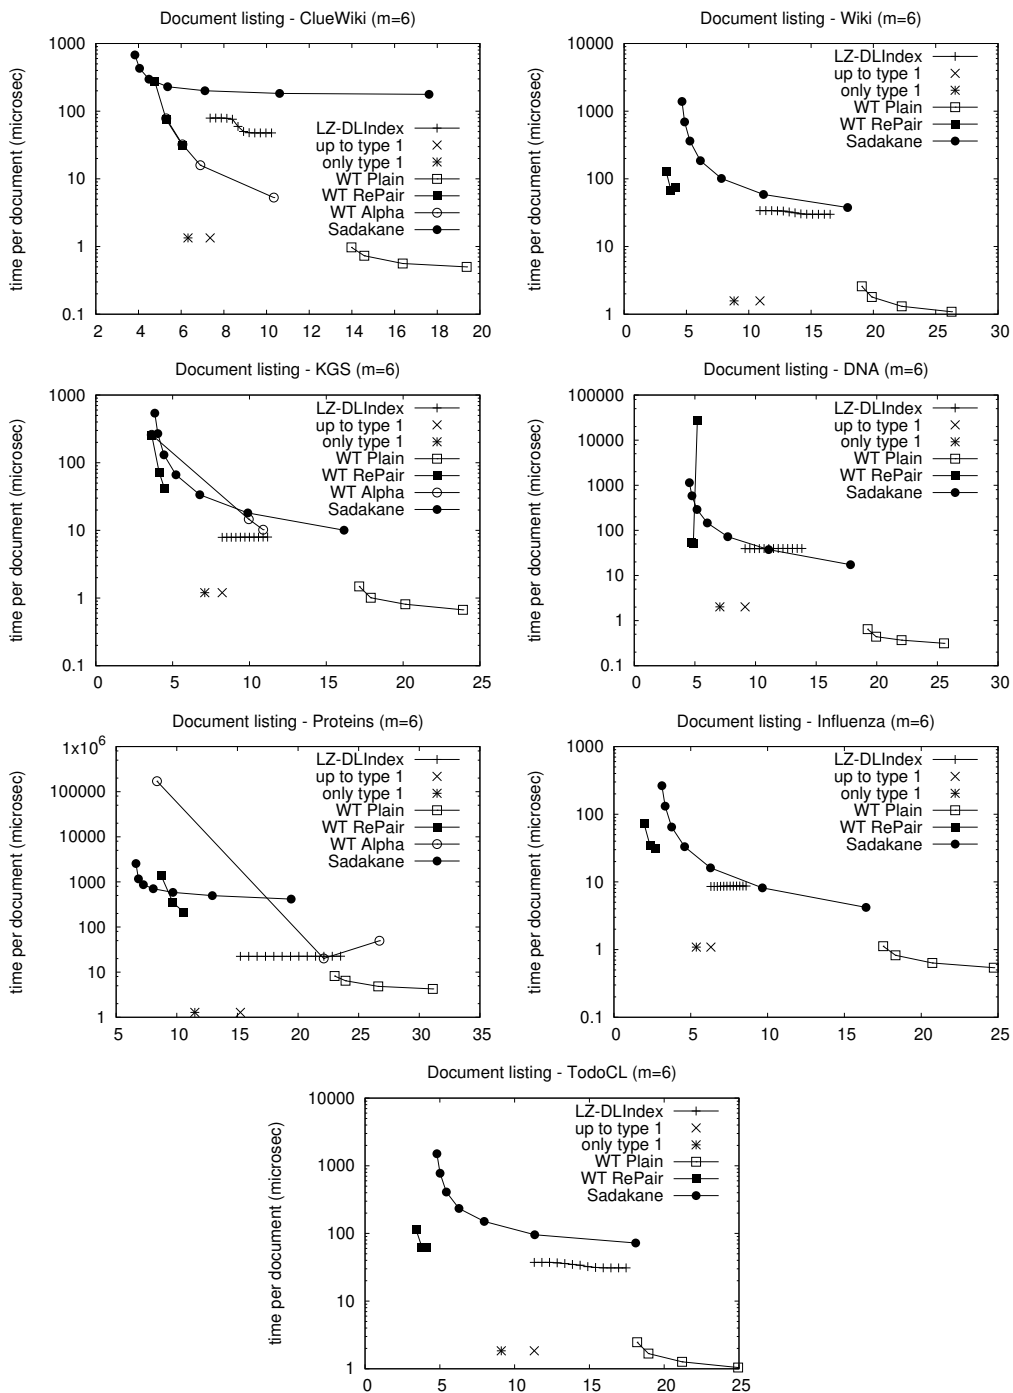 Document listing - ClueWiki (m=6)
time per document (microsec)
1000
100
10
1
0.1
2 4 6 8 10 12 14 16 18 20
LZ-DLIndex
up to type 1
only type 1
WT Plain
WT RePair
WT Alpha
Sadakane
Document listing - Wiki (m=6)
time per document (microsec)
10000
1000
100
10
1
0 5 10 15 20 25 30
LZ-DLIndex
up to type 1
only type 1
WT Plain
WT RePair
Sadakane
Document listing - KGS (m=6)
time per document (microsec)
1000
100
10
1
0.1
0 5 10 15 20 25
LZ-DLIndex
up to type 1
only type 1
WT Plain
WT RePair
WT Alpha
Sadakane
Document listing - DNA (m=6)
time per document (microsec)
100000
10000
1000
100
10
1
0.1
0 5 10 15 20 25 30
LZ-DLIndex
up to type 1
only type 1
WT Plain
WT RePair
Sadakane
Document listing - Proteins (m=6)
time per document (microsec)
1x10⁶
100000
10000
1000
100
10
1
5 10 15 20 25 30 35
LZ-DLIndex
up to type 1
only type 1
WT Plain
WT RePair
WT Alpha
Sadakane
Document listing - Influenza (m=6)
time per document (microsec)
1000
100
10
1
0.1
0 5 10 15 20 25
LZ-DLIndex
up to type 1
only type 1
WT Plain
WT RePair
Sadakane
Document listing - TodoCL (m=6)
time per document (microsec)
10000
1000
100
10
1
0 5 10 15 20 25
LZ-DLIndex
up to type 1
only type 1
WT Plain
WT RePair
Sadakane